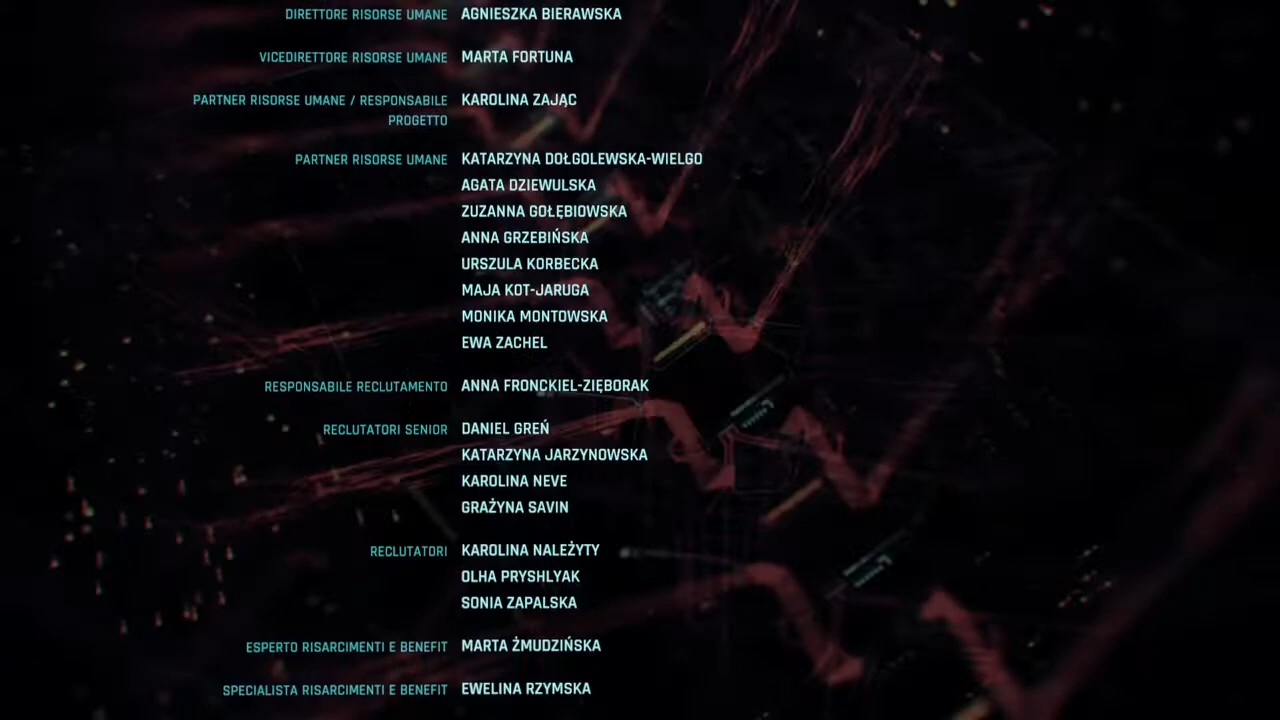 DIRETTORE RISORSE UMANE AGNIESZKA BIERAWSKA
VICEDIRETTORE RISORSE UMANE MARTA FORTUNA
PARTNER RISORSE UMANE / RESPONSABILE KAROLINA ZAJĄC
PROGETTO
PARTNER RISORSE UMANE KATARZYNA DOŁGOLEWSKA-WIELGO
AGATA DZIEWULSKA
ZUZANNA GOŁĘBIOWSKA
ANNA GRZEBIŃSKA
URSZULA KORBECKA
MAJA KOT-JARUGA
MONIKA MONTOWSKA
EWA ZACHEL
RESPONSABILE RECLUTAMENTO ANNA FRONCKIEL-ZIĘBORAK
RECLUTATORI SENIOR DANIEL GREŃ
KATARZYNA JARZYNOWSKA
KAROLINA NEVE
GRAŻYNA SAVIN
RECLUTATORI KAROLINA NALEŻYTY
OLHA PRYSHLYAK
SONIA ZAPALSKA
ESPERTO RISARCIMENTI E BENEFIT MARTA ŻMUDZIŃSKA
SPECIALISTA RISARCIMENTI E BENEFIT EWELINA RZYMSKA